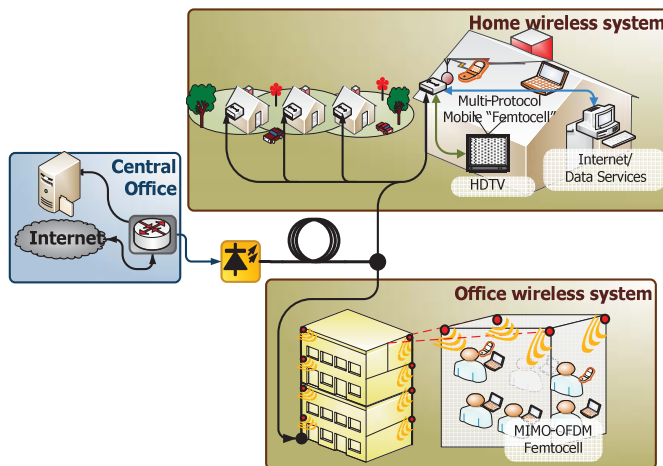 Home wireless system
Multi-Protocol
Mobile “Femtocell”
HDTV
Internet/
Data Services
Central
Office
Internet
Office wireless system
MIMO-OFDM
Femtocell